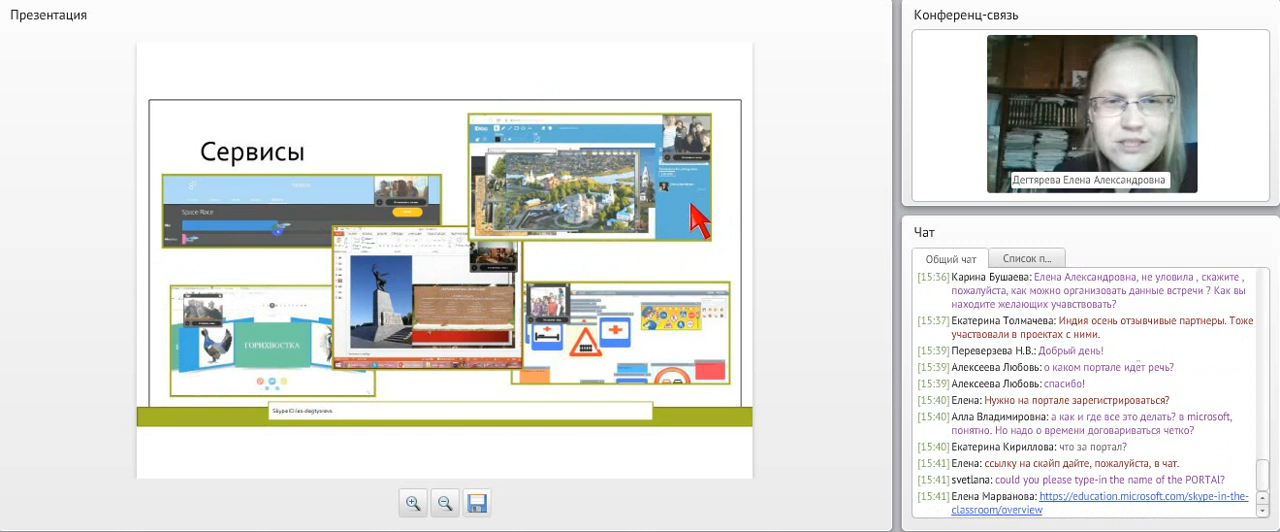 Презентация
Сервисы
Space Race
ГОРИХВОСТКА
Конференц-связь
Дегтярева Елена Александровна
Чат
Общий чат
Список п...
[15:36] Карина Бушаева: Елена Александровна, не уловила , скажите ,
пожалуйста, как можно организовать данные встречи ? Как вы
находите желающих учавствовать?
[15:37] Екатерина Толмачева: Индия осень отзывчивые партнеры. Тоже
участвовали в проектах с ними.
[15:39] Переверзева Н.В.: Добрый день!
[15:39] Алексеева Любовь: о каком портале идёт речь?
[15:39] Алексеева Любовь: спасибо!
[15:40] Елена: Нужно на портале зарегистрироваться?
[15:40] Алла Владимировна: а как и где все это делать? в microsoft,
понятно. Но надо о времени договариваться четко?
[15:40] Екатерина Кириллова: что за портал?
[15:41] Елена: ссылку на скайп дайте, пожалуйста, в чат.
[15:41] svetlana: could you please type-in the name of the PORTAl?
[15:41] Елена Марванова: https://education.microsoft.com/skype-in-the-
classroom/overview